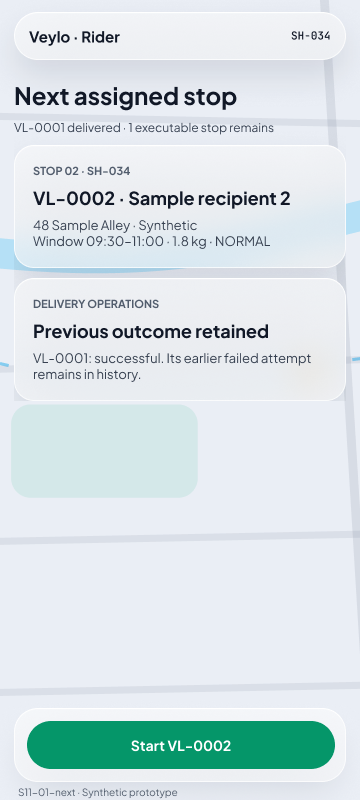 Veylo · Rider
SH-034
Next assigned stop
VL-0001 delivered · 1 executable stop remains
STOP 02 · SH-034
VL-0002 · Sample recipient 2
48 Sample Alley · Synthetic
Window 09:30–11:00 · 1.8 kg · NORMAL
DELIVERY OPERATIONS
Previous outcome retained
VL-0001: successful. Its earlier failed attempt
remains in history.
Start VL-0002
S11-01-next · Synthetic prototype